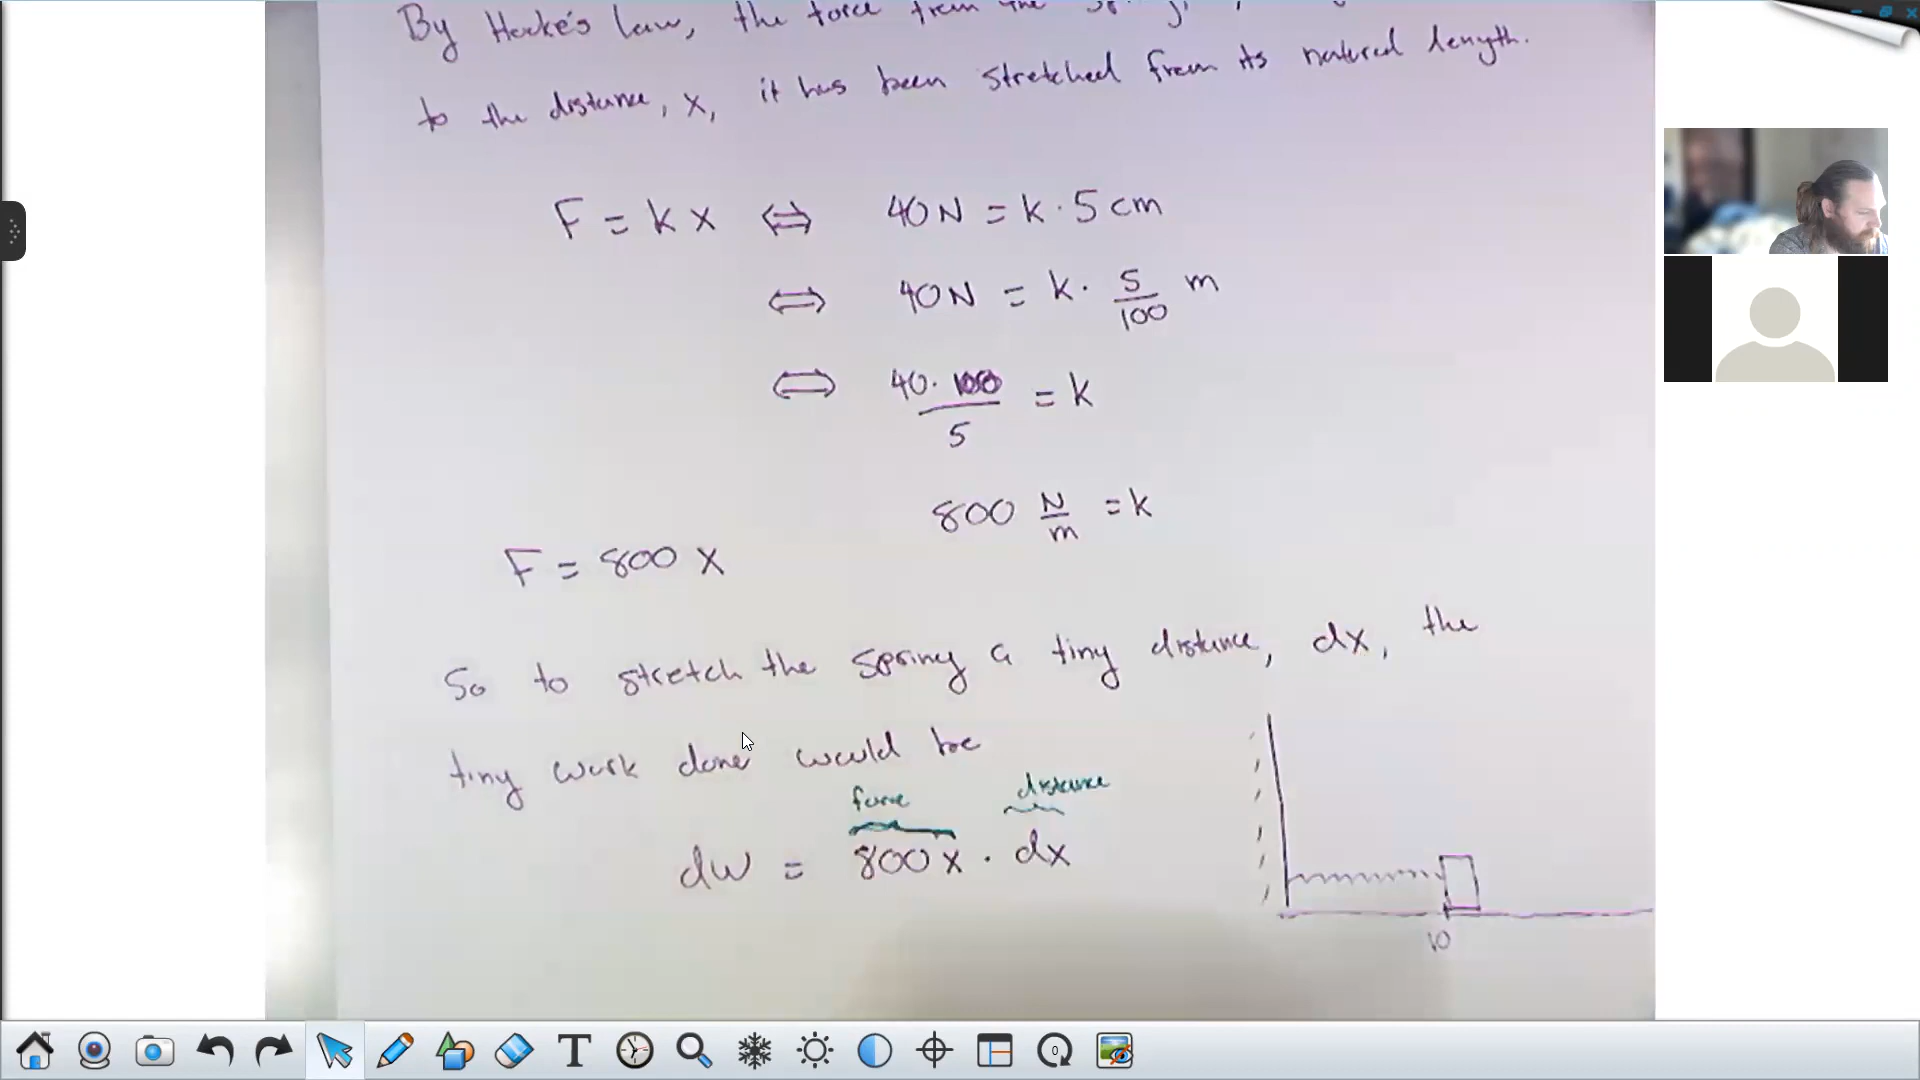 By Hooke's law, the force from the
to the distance, x, it has been stretched from its natural length.
F = kx ⟺ 40N = k · 5 cm
⟺ 40N = k · 5/100 m
⟺ 40 · 100/5 = k
800 N/m = k
F = 800 x
So to stretch the spring a tiny distance, dx, the
tiny work done would be
force distance
dW = 800x · dx
10
T
0